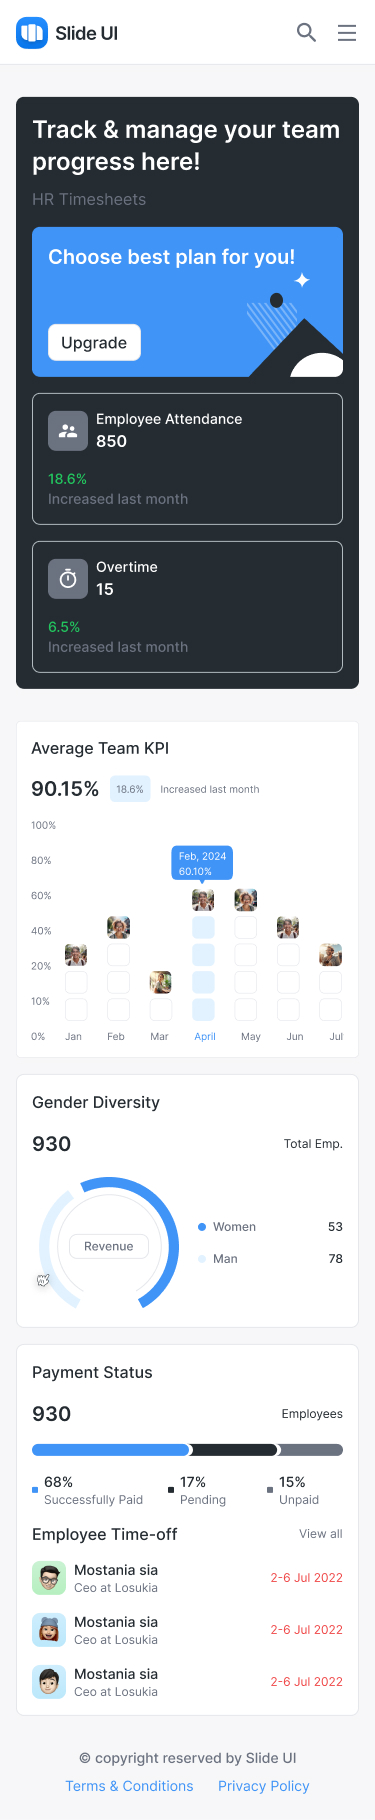 Slide UI
Track & manage your team
progress here!
HR Timesheets
Choose best plan for you!
Upgrade
Employee Attendance
850
18.6%
Increased last month
Overtime
15
6.5%
Increased last month
Average Team KPI
90.15% 18.6% Increased last month
100%
80%
Feb, 2024
60.10%
60%
40%
20%
10%
0% Jan Feb Mar April May Jun Jul
Gender Diversity
930 Total Emp.
Revenue
Women 53
Man 78
Payment Status
930 Employees
68% 17% 15%
Successfully Paid Pending Unpaid
Employee Time-off View all
Mostania sia
Ceo at Losukia
2-6 Jul 2022
Mostania sia
Ceo at Losukia
2-6 Jul 2022
Mostania sia
Ceo at Losukia
2-6 Jul 2022
© copyright reserved by Slide UI
Terms & Conditions Privacy Policy